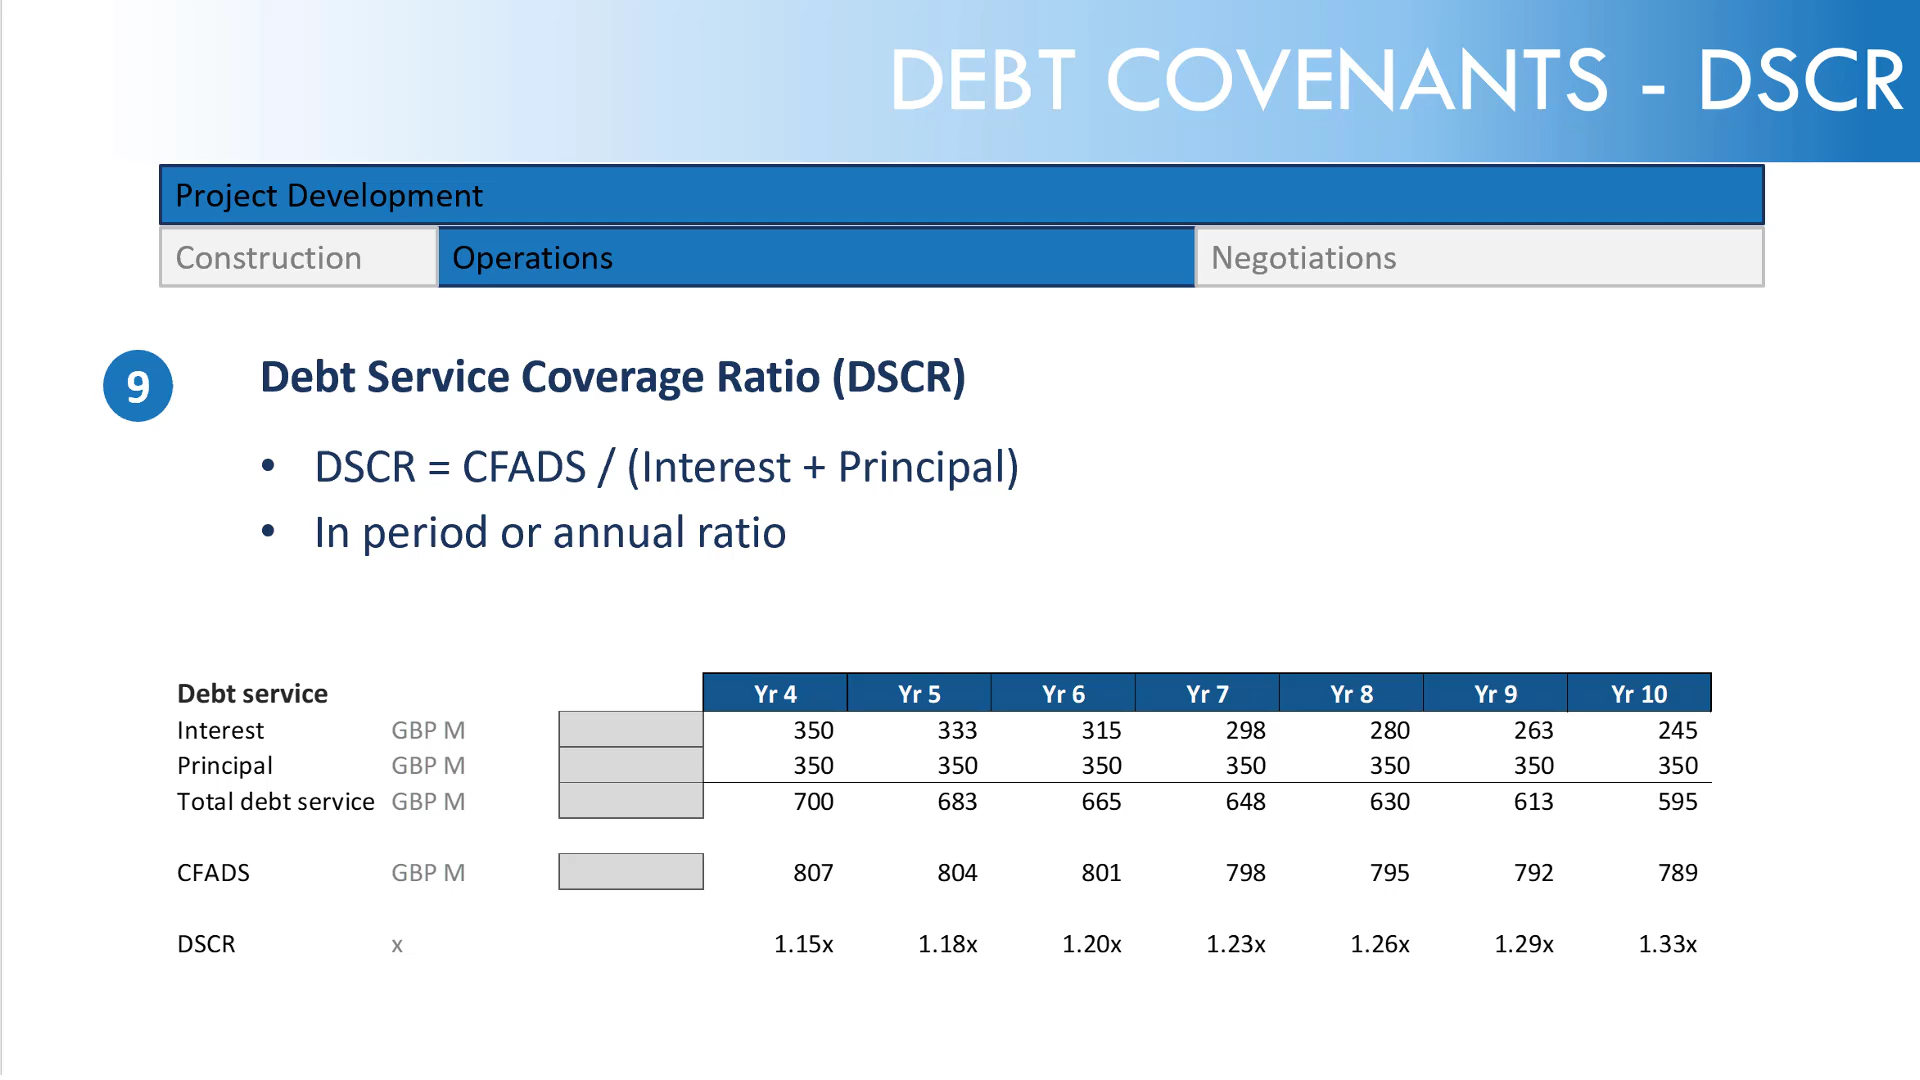 DEBT COVENANTS - DSCR
Project Development
Construction Operations Negotiations
9 Debt Service Coverage Ratio (DSCR)
• DSCR = CFADS / (Interest + Principal)
• In period or annual ratio
Debt service Yr 4 Yr 5 Yr 6 Yr 7 Yr 8 Yr 9 Yr 10
Interest GBP M 350 333 315 298 280 263 245
Principal GBP M 350 350 350 350 350 350 350
Total debt service GBP M 700 683 665 648 630 613 595
CFADS GBP M 807 804 801 798 795 792 789
DSCR x 1.15x 1.18x 1.20x 1.23x 1.26x 1.29x 1.33x